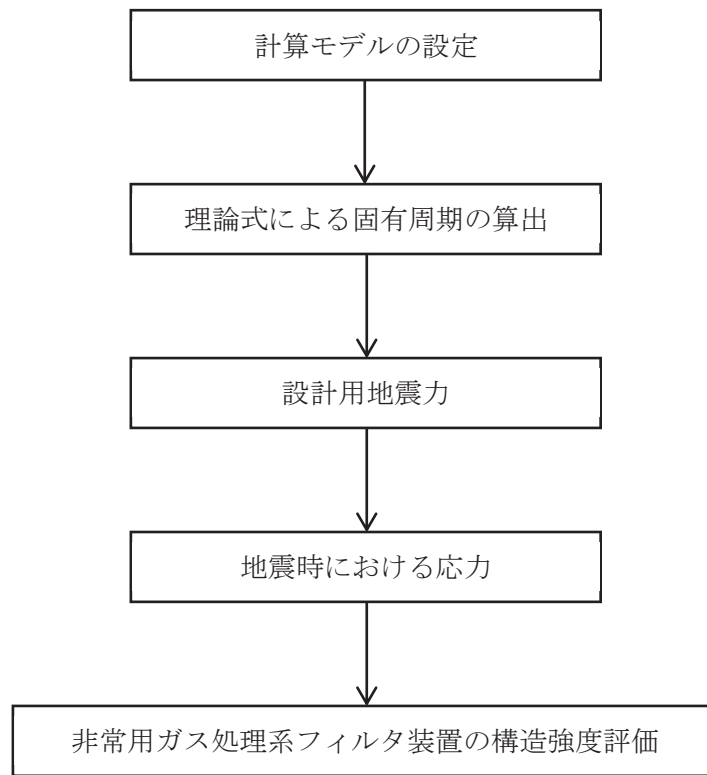 計算モデルの設定
理論式による固有周期の算出
設計用地震力
地震時における応力
非常用ガス処理系フィルタ装置の構造強度評価